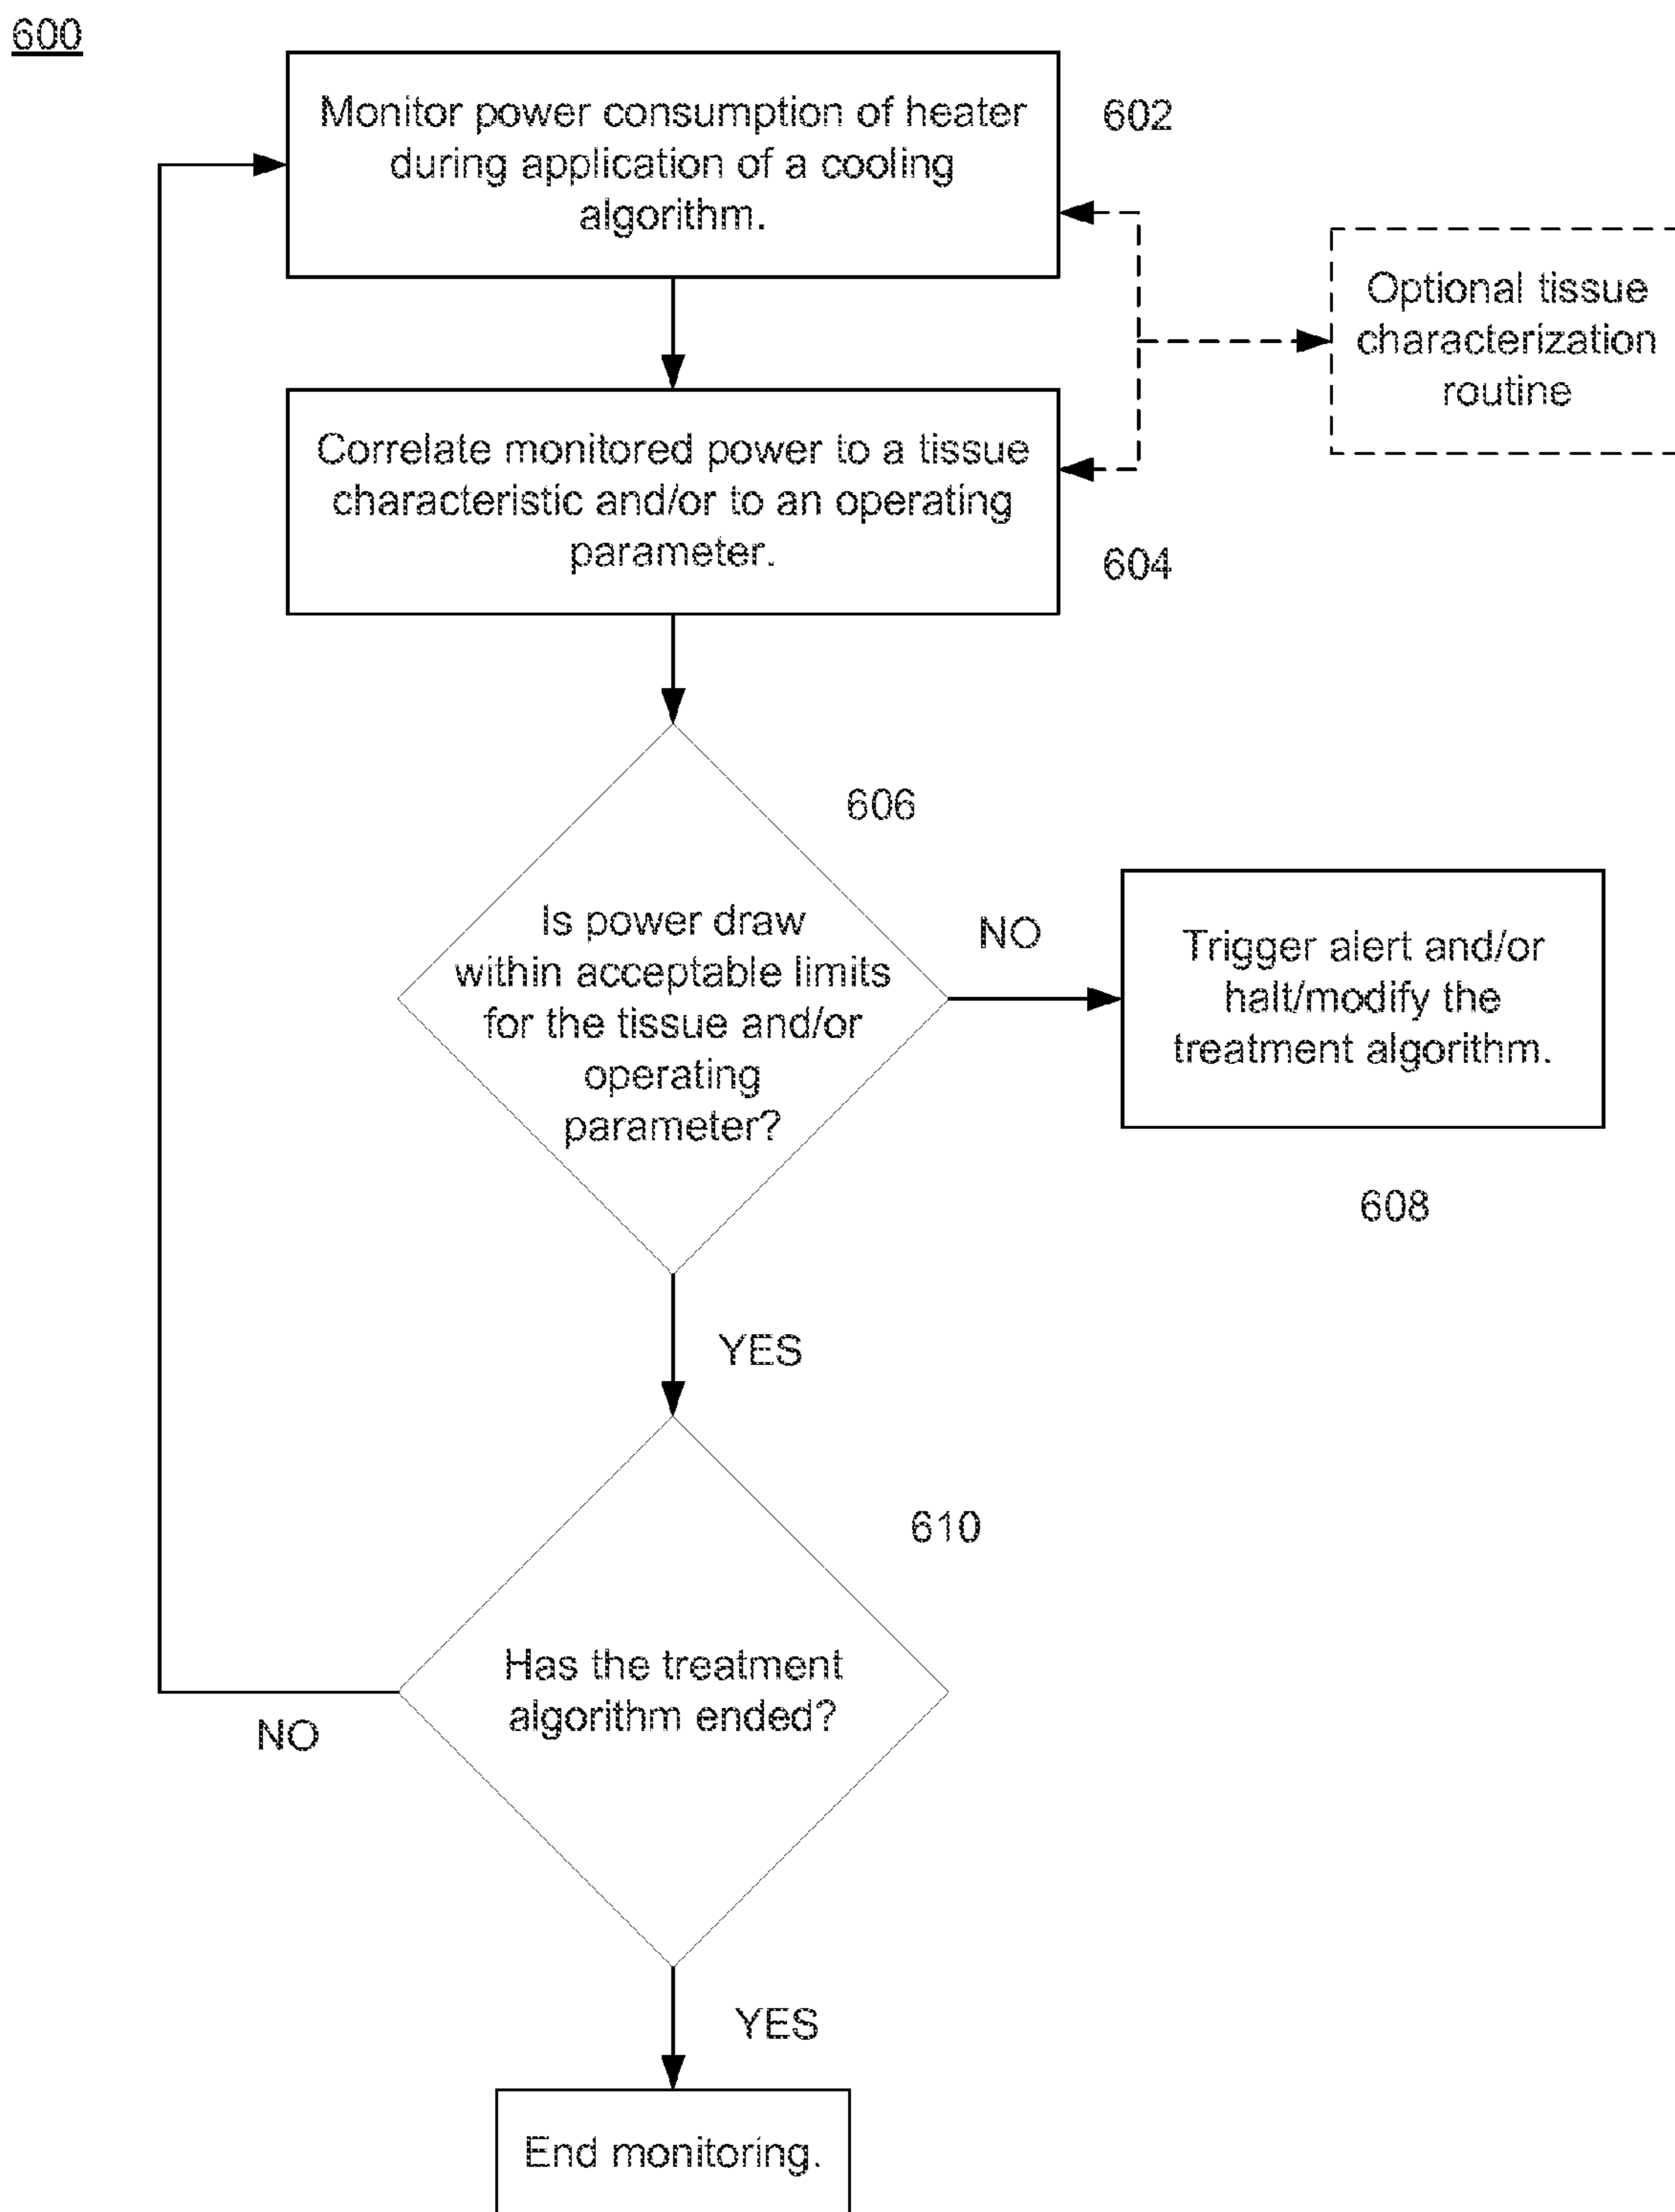 600
Monitor power consumption of heater
during application of a cooling
algorithm.
602
Optional tissue
characterization
routine
Correlate monitored power to a tissue
characteristic and/or to an operating
parameter.
604
606
Is power draw
within acceptable limits
for the tissue and/or
operating
parameter?
NO
Trigger alert and/or
halt/modify the
treatment algorithm.
608
YES
610
Has the treatment
algorithm ended?
NO
YES
End monitoring.